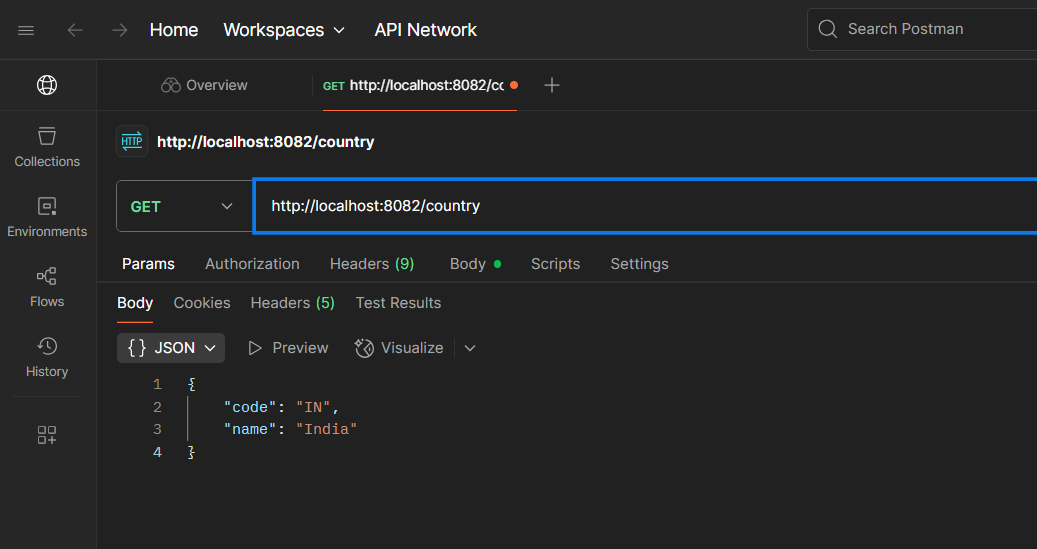 Home Workspaces API Network Search Postman
Overview GET http://localhost:8082/cc
HTTP http://localhost:8082/country
Collections
GET http://localhost:8082/country
Environments
Params Authorization Headers (9) Body Scripts Settings
Flows
Body Cookies Headers (5) Test Results
{} JSON Preview Visualize
History
1 {
2 "code": "IN",
3 "name": "India"
4 }